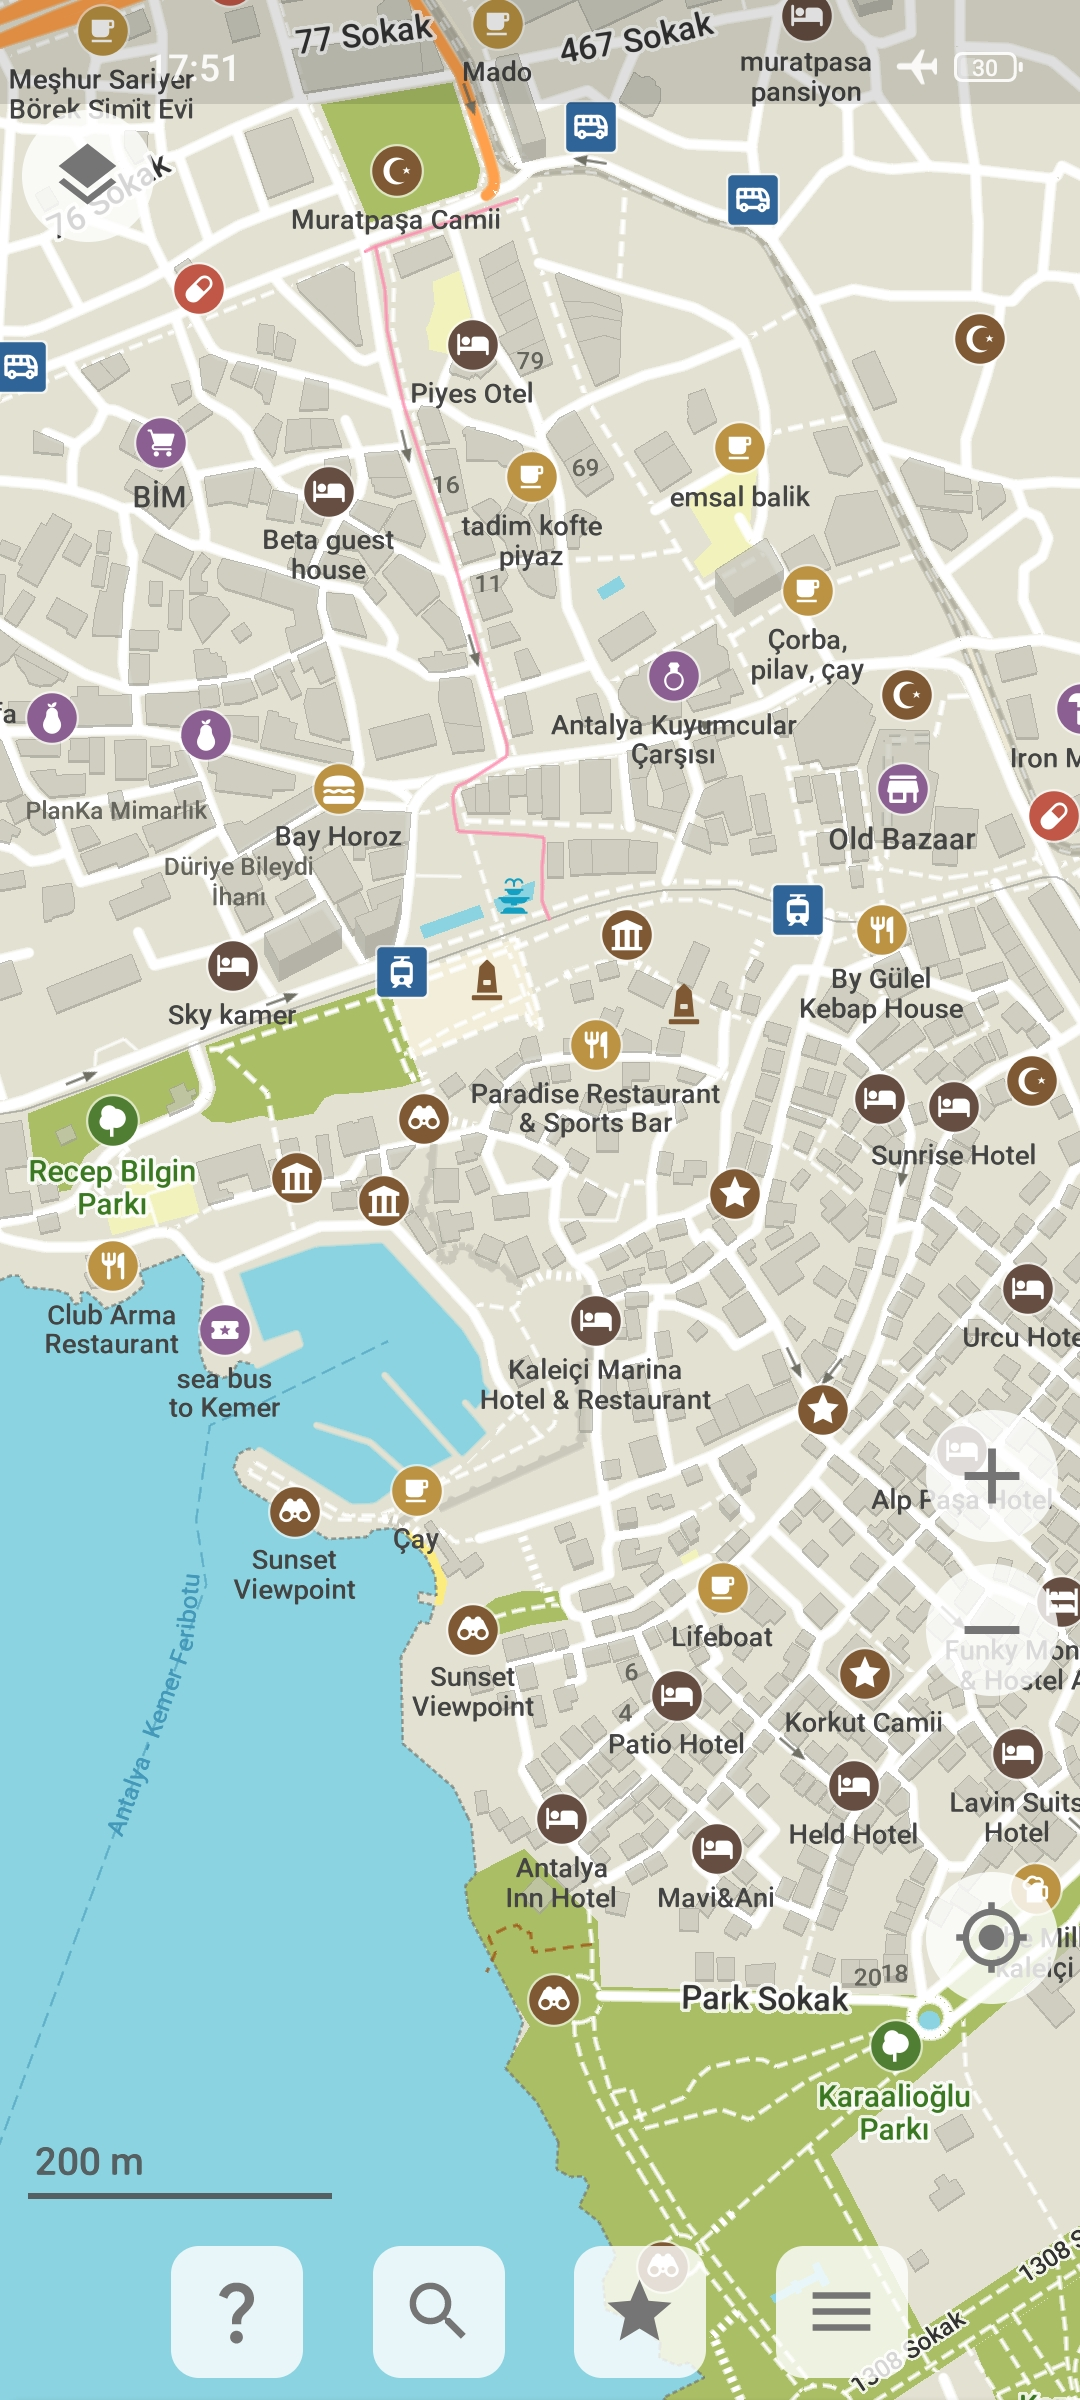 77 Sokak
467 Sokak
17:51
30
Meşhur Sariyer
Börek Simit Evi
Mado
muratpasa
pansiyon
76 Sokak
Muratpaşa Camii
79
Piyes Otel
69
16
BİM
emsal balik
tadim kofte
piyaz
Beta guest
house
11
Çorba,
pilav, çay
fa
Antalya Kuyumcular
Çarşısı
Iron M
PlanKa Mimarlık
Bay Horoz
Old Bazaar
Düriye Bileydi
İhanı
By Gülel
Kebap House
Sky kamer
Paradise Restaurant
& Sports Bar
Sunrise Hotel
Recep Bilgin
Parkı
Club Arma
Restaurant
Urcu Hote
Kaleiçi Marina
Hotel & Restaurant
sea bus
to Kemer
Alp Paşa Hotel
Çay
Sunset
Viewpoint
Antalya - Kemer Feribotu
Lifeboat
Funky Mon
& Hostel A
Sunset
Viewpoint
6
4
Korkut Camii
Patio Hotel
Lavin Suits
Hotel
Held Hotel
Antalya
Inn Hotel
Mavi&Ani
The Mill
kaleiçi
2018
Park Sokak
Karaalioğlu
Parkı
200 m
1308 S
1308 Sokak
?